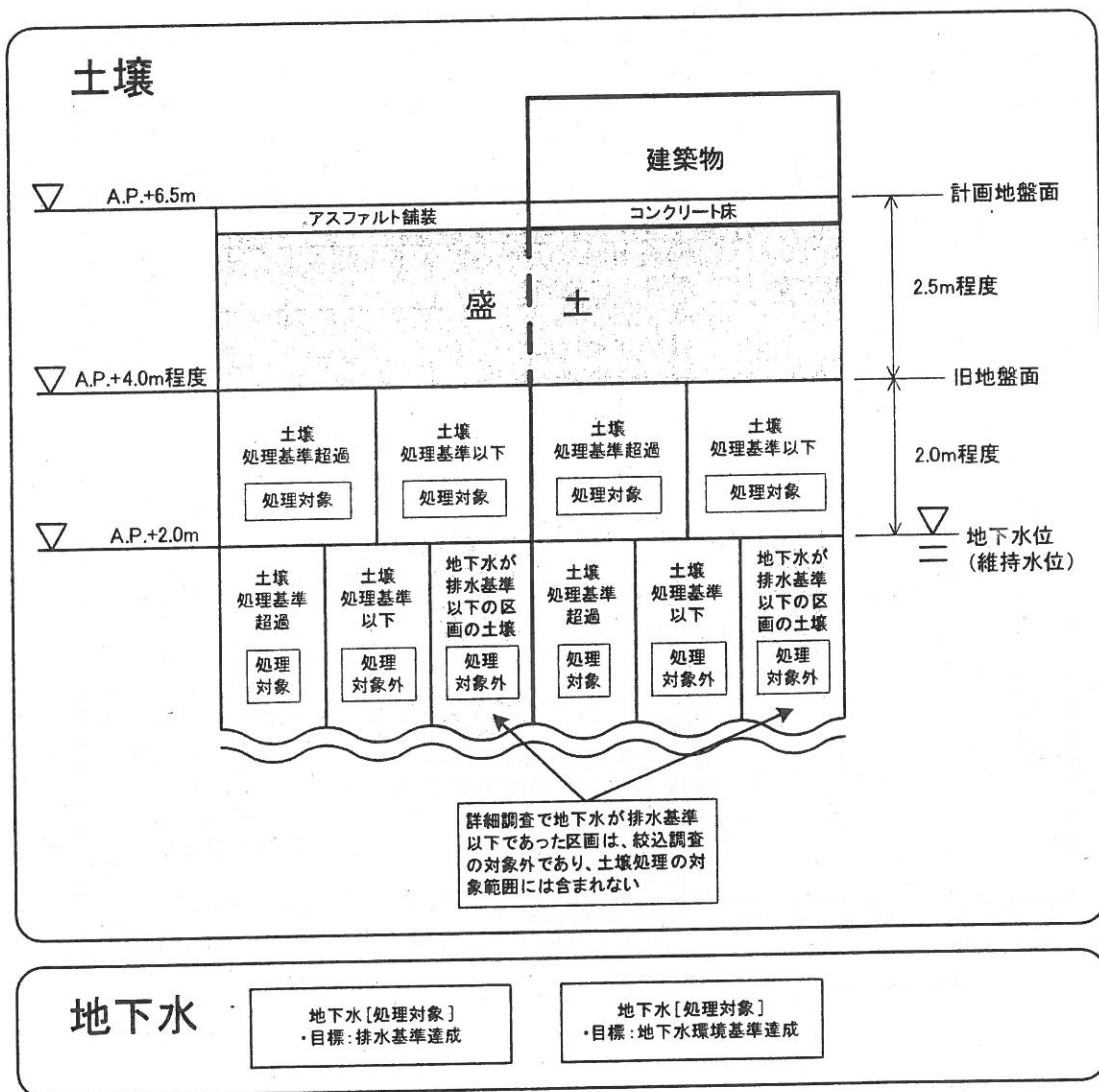 土壌
建築物
A.P.+6.5m
計画地盤面
アスファルト舗装
コンクリート床
盛 土
2.5m程度
A.P.+4.0m程度
旧地盤面
土壌
処理基準超過
処理対象
土壌
処理基準以下
処理対象
土壌
処理基準超過
処理対象
土壌
処理基準以下
処理対象
2.0m程度
A.P.+2.0m
地下水位
(維持水位)
土壌
処理基準
超過
処理
対象
土壌
処理基準
以下
処理
対象外
地下水が
排水基準
以下の区
画の土壌
処理
対象外
土壌
処理基準
超過
処理
対象
土壌
処理基準
以下
処理
対象外
地下水が
排水基準
以下の区
画の土壌
処理
対象外
詳細調査で地下水が排水基準
以下であった区画は、絞込調査
の対象外であり、土壌処理の対
象範囲には含まれない
地下水
地下水[処理対象]
・目標:排水基準達成
地下水[処理対象]
・目標:地下水環境基準達成